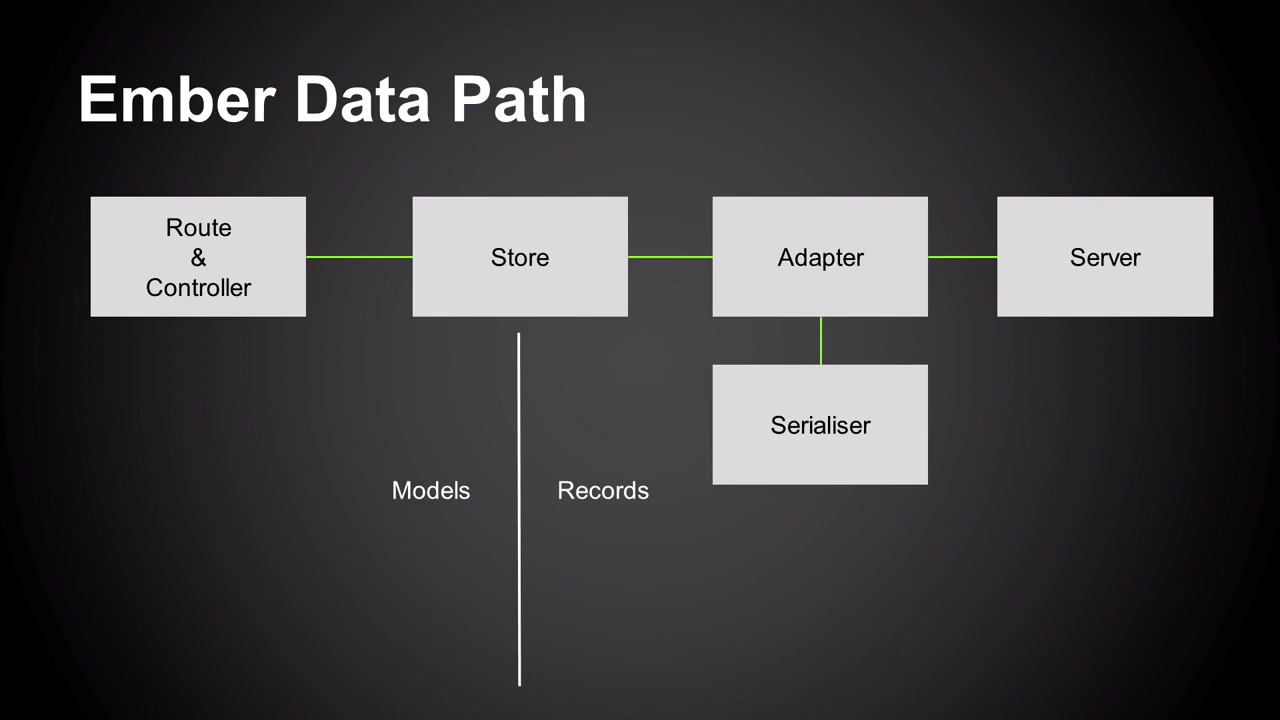 Ember Data Path
Route
&
Controller
Store
Adapter
Server
Serialiser
Models
Records